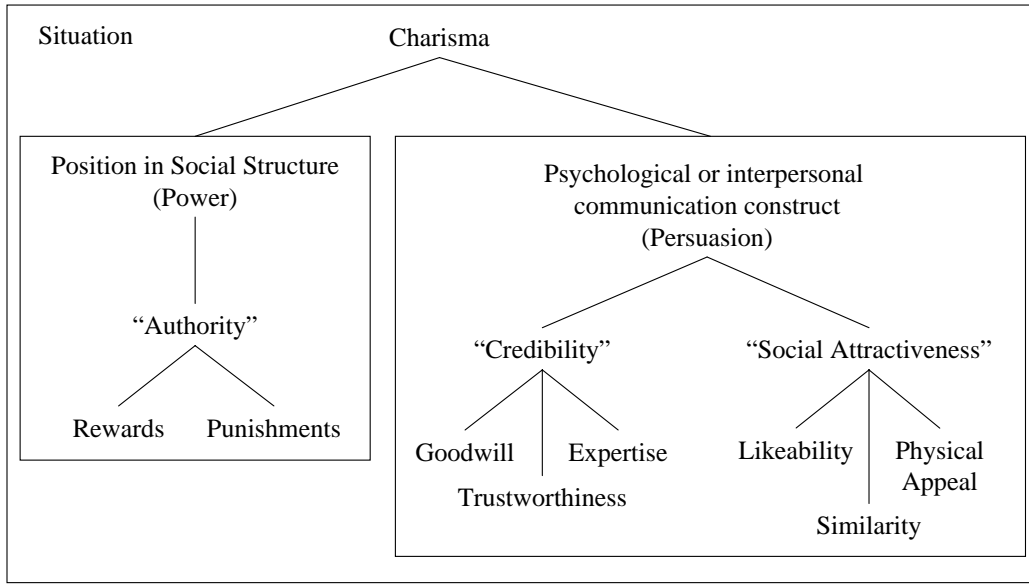 Situation
Charisma
Position in Social Structure
(Power)
“Authority”
Rewards
Punishments
Psychological or interpersonal
communication construct
(Persuasion)
“Credibility”
Goodwill
Trustworthiness
Expertise
“Social Attractiveness”
Likeability
Similarity
Physical
Appeal